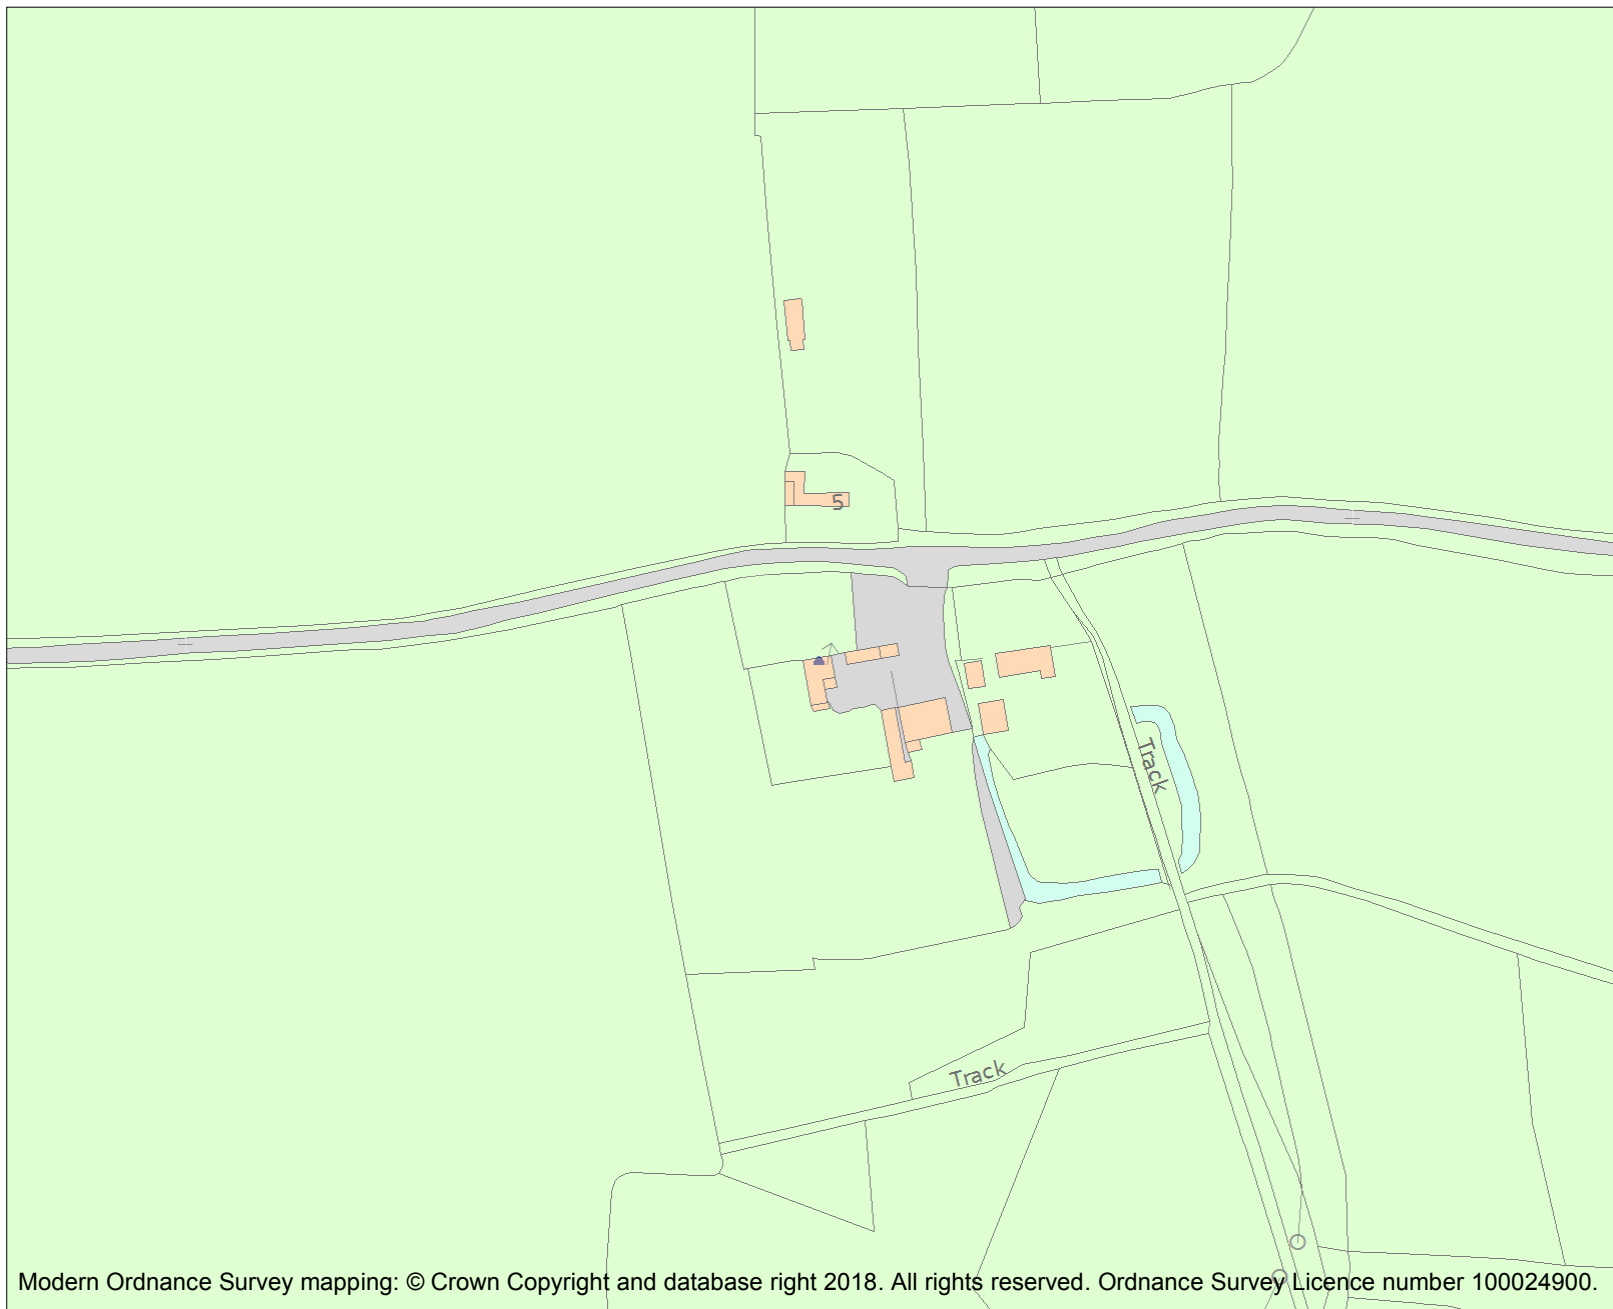 5
Track
Track
Modern Ordnance Survey mapping: © Crown Copyright and database right 2018. All rights reserved. Ordnance Survey Licence number 100024900.